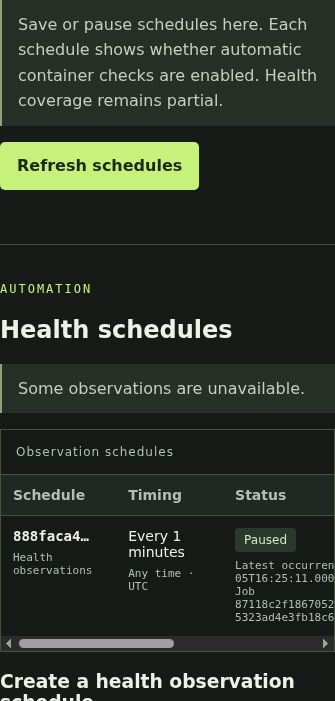 Save or pause schedules here. Each
schedule shows whether automatic
container checks are enabled. Health
coverage remains partial.
Refresh schedules
AUTOMATION
Health schedules
Some observations are unavailable.
Observation schedules
Schedule Timing Status
888faca4…
Health
observations
Every 1
minutes
Any time ·
UTC
Paused
Latest occurren
05T16:25:11.000
Job
87118c2f1867052
5323ad4e3fb18c6
Create a health observation
schedule